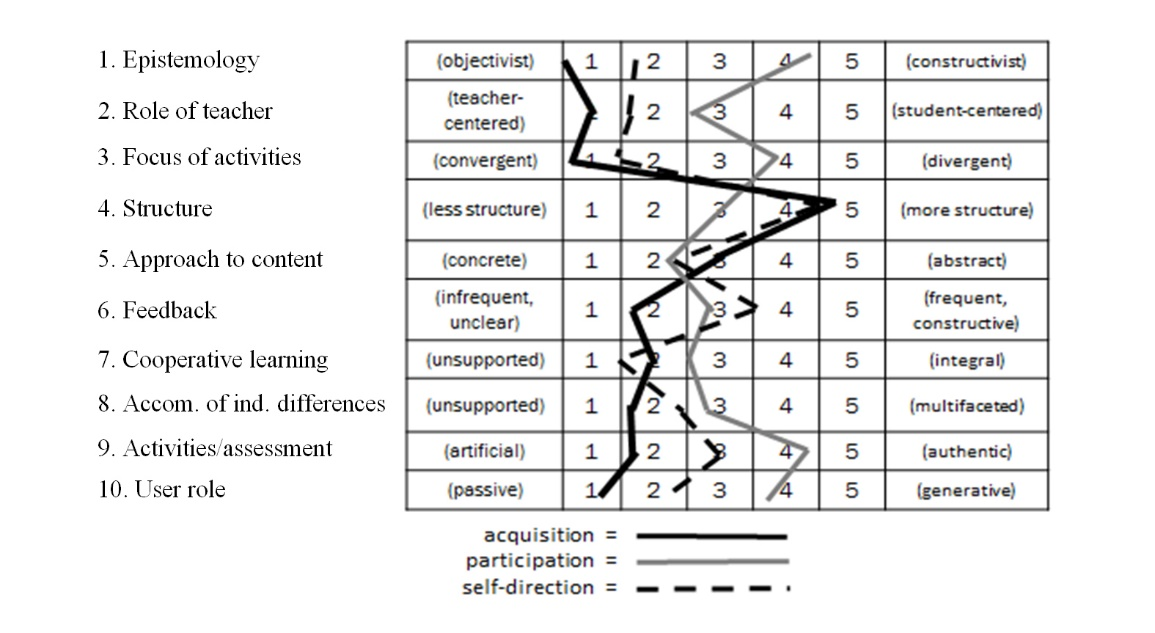 1. Epistemology (objectivist) 1 2 3 4 5 (constructivist)
2. Role of teacher (teacher-centered) 1 2 3 4 5 (student-centered)
3. Focus of activities (convergent) 1 2 3 4 5 (divergent)
4. Structure (less structure) 1 2 3 4 5 (more structure)
5. Approach to content (concrete) 1 2 3 4 5 (abstract)
6. Feedback (infrequent, unclear) 1 2 3 4 5 (frequent, constructive)
7. Cooperative learning (unsupported) 1 2 3 4 5 (integral)
8. Accom. of ind. differences (unsupported) 1 2 3 4 5 (multifaceted)
9. Activities/assessment (artificial) 1 2 3 4 5 (authentic)
10. User role (passive) 1 2 3 4 5 (generative)
acquisition =
participation =
self-direction =